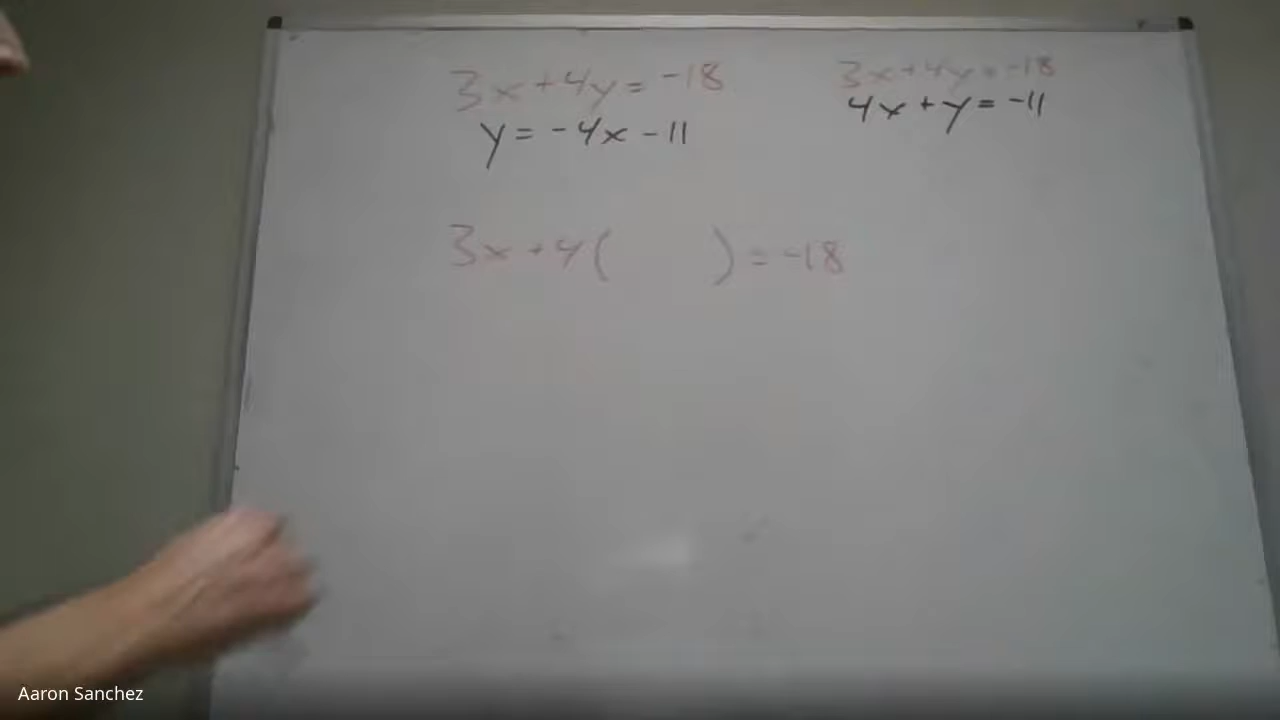 3x+4y=-18
y=-4x-11
3x+4y=-18
4x+y=-11
3x+4( )=-18
Aaron Sanchez